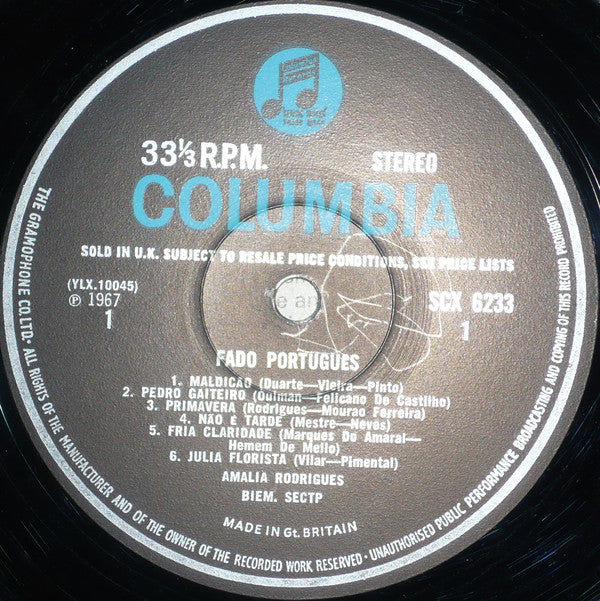 33⅓ R.P.M. STEREO
COLUMBIA
SOLD IN U.K. SUBJECT TO RESALE PRICE CONDITIONS, SEE PRICE LISTS
(YLX.10045)
℗ 1967
1
SCX 6233
1
FADO PORTUGUES
1. MALDICÃO (Duarte—Vieira—Pinto)
2. PEDRO GAITEIRO (Oulman—Felicano De Castilho)
3. PRIMAVERA (Rodrigues—Mourao Ferreira)
4. NÃO É TARDE (Mestre—Neves)
5. FRIA CLARIDADE (Marques Do Amaral—
Hemem De Mello)
6. JULIA FLORISTA (Vilar—Pimental)
AMALIA RODRIGUES
BIEM. SECTP
MADE IN Gt. BRITAIN
THE GRAMOPHONE CO. LTD. · ALL RIGHTS OF THE MANUFACTURER AND OF THE OWNER OF THE RECORDED WORK RESERVED · UNAUTHORISED PUBLIC PERFORMANCE BROADCASTING AND COPYING OF THIS RECORD PROHIBITED